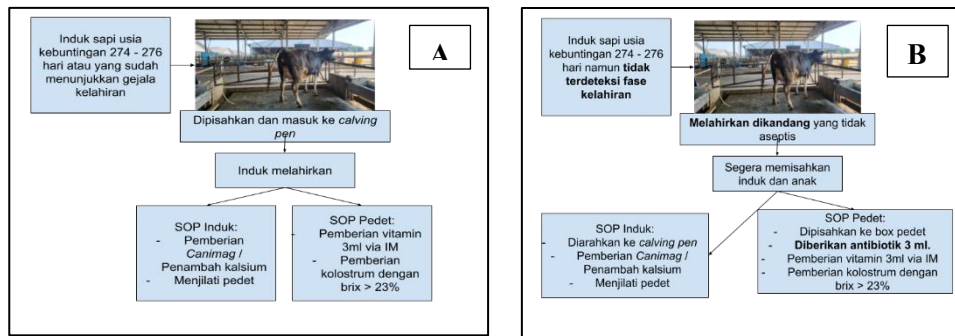 A
Induk sapi usia
kebuntingan 274 - 276
hari atau yang sudah
menunjukkan gejala
kelahiran
Dipisahkan dan masuk ke calving
pen
Induk melahirkan
SOP Induk:
- Pemberian
Canimag /
Penambah kalsium
- Menjilati pedet
SOP Pedet:
- Pemberian vitamin
3ml via IM
- Pemberian
kolostrum dengan
brix > 23%
B
Induk sapi usia
kebuntingan 274 - 276
hari namun tidak
terdeteksi fase
kelahiran
Melahirkan dikandang yang tidak
aseptis
Segera memisahkan
induk dan anak
SOP Induk:
- Diarahkan ke calving pen
- Pemberian Canimag /
Penambah kalsium
- Menjilati pedet
SOP Pedet:
- Dipisahkan ke box pedet
- Diberikan antibiotik 3 ml.
- Pemberian vitamin 3ml via IM
- Pemberian kolostrum dengan
brix > 23%